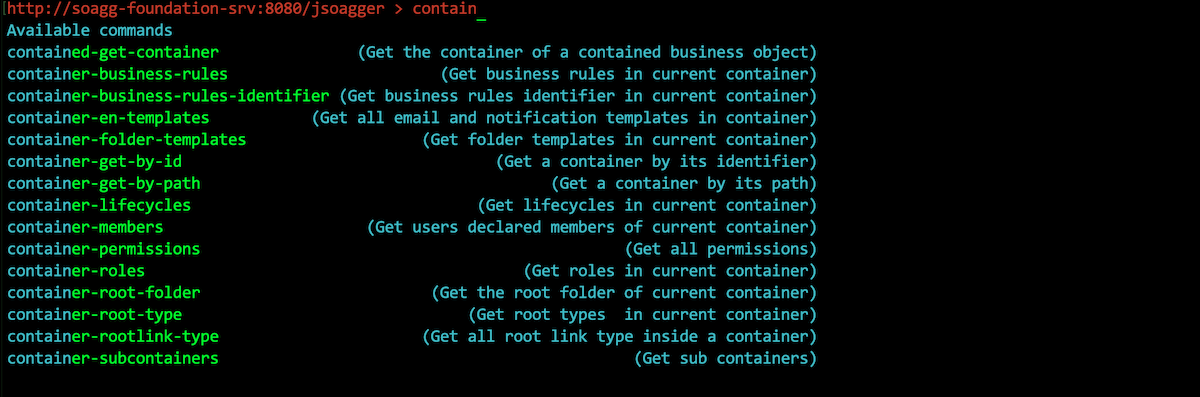 http://soagg-foundation-srv:8080/jsoagger > contain_
Available commands
contained-get-container (Get the container of a contained business object)
container-business-rules (Get business rules in current container)
container-business-rules-identifier (Get business rules identifier in current container)
container-en-templates (Get all email and notification templates in container)
container-folder-templates (Get folder templates in current container)
container-get-by-id (Get a container by its identifier)
container-get-by-path (Get a container by its path)
container-lifecycles (Get lifecycles in current container)
container-members (Get users declared members of current container)
container-permissions (Get all permissions)
container-roles (Get roles in current container)
container-root-folder (Get the root folder of current container)
container-root-type (Get root types  in current container)
container-rootlink-type (Get all root link type inside a container)
container-subcontainers (Get sub containers)